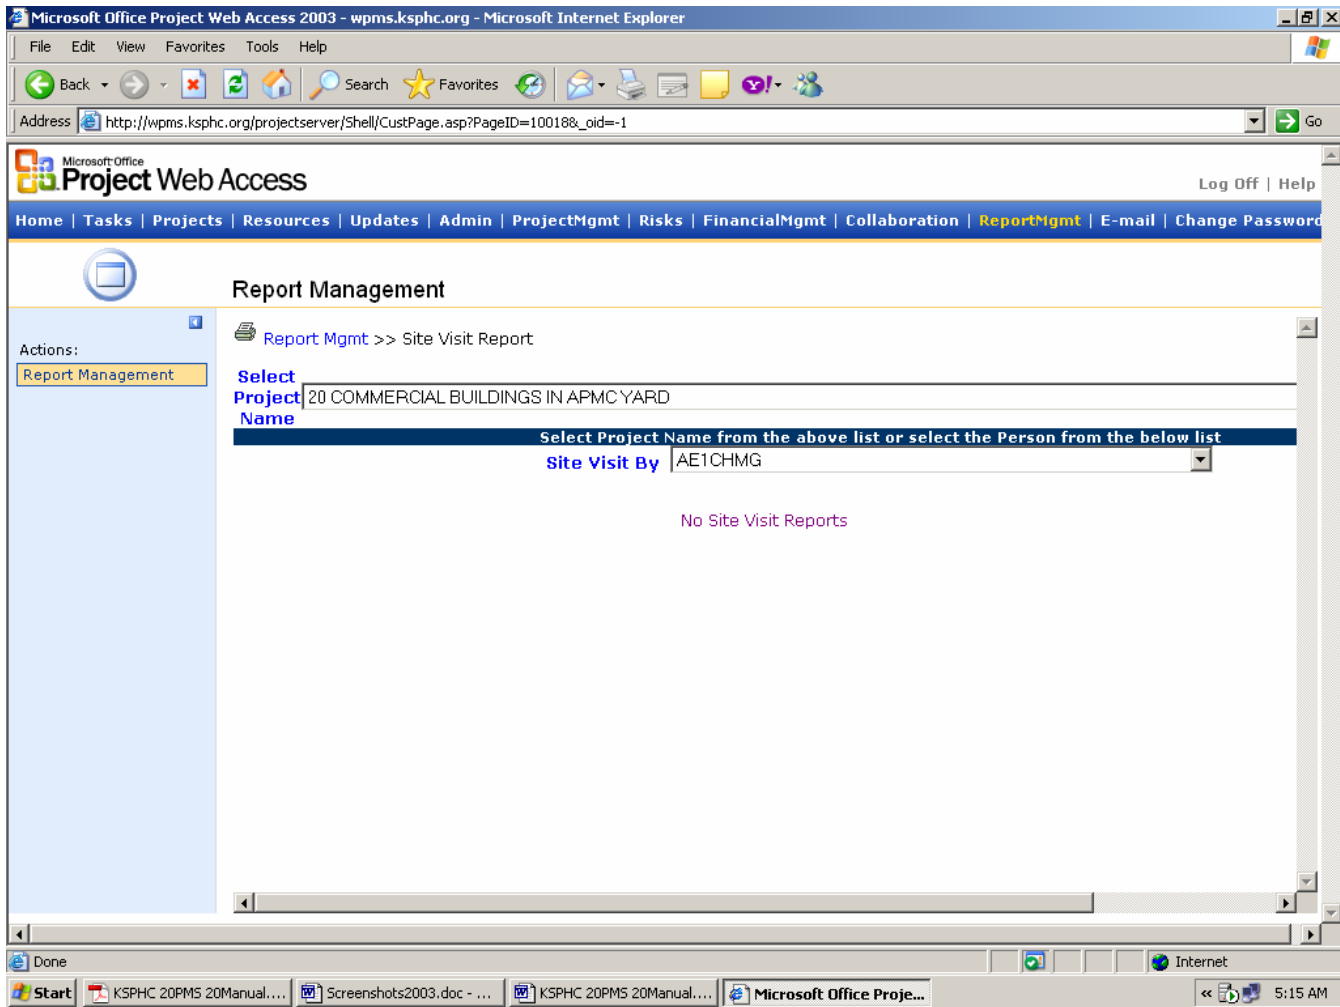 Microsoft Office Project Web Access 2003 - wpms.ksphc.org - Microsoft Internet Explorer
File Edit View Favorites Tools Help
Back Search Favorites
Address http://wpms.ksphc.org/projectserver/Shell/CustPage.asp?PageID=10018&_oid=-1 Go
Microsoft Office
Project Web Access
Log Off | Help
Home | Tasks | Projects | Resources | Updates | Admin | ProjectMgmt | Risks | FinancialMgmt | Collaboration | ReportMgmt | E-mail | Change Password
Report Management
Report Mgmt >> Site Visit Report
Actions:
Report Management
Select
Project 20 COMMERCIAL BUILDINGS IN APMC YARD
Name
Select Project Name from the above list or select the Person from the below list
Site Visit By AE1CHMG
No Site Visit Reports
Done Internet
Start KSPHC 20PMS 20Manual.... Screenshots2003.doc - ... KSPHC 20PMS 20Manual.... Microsoft Office Proje... « 5:15 AM